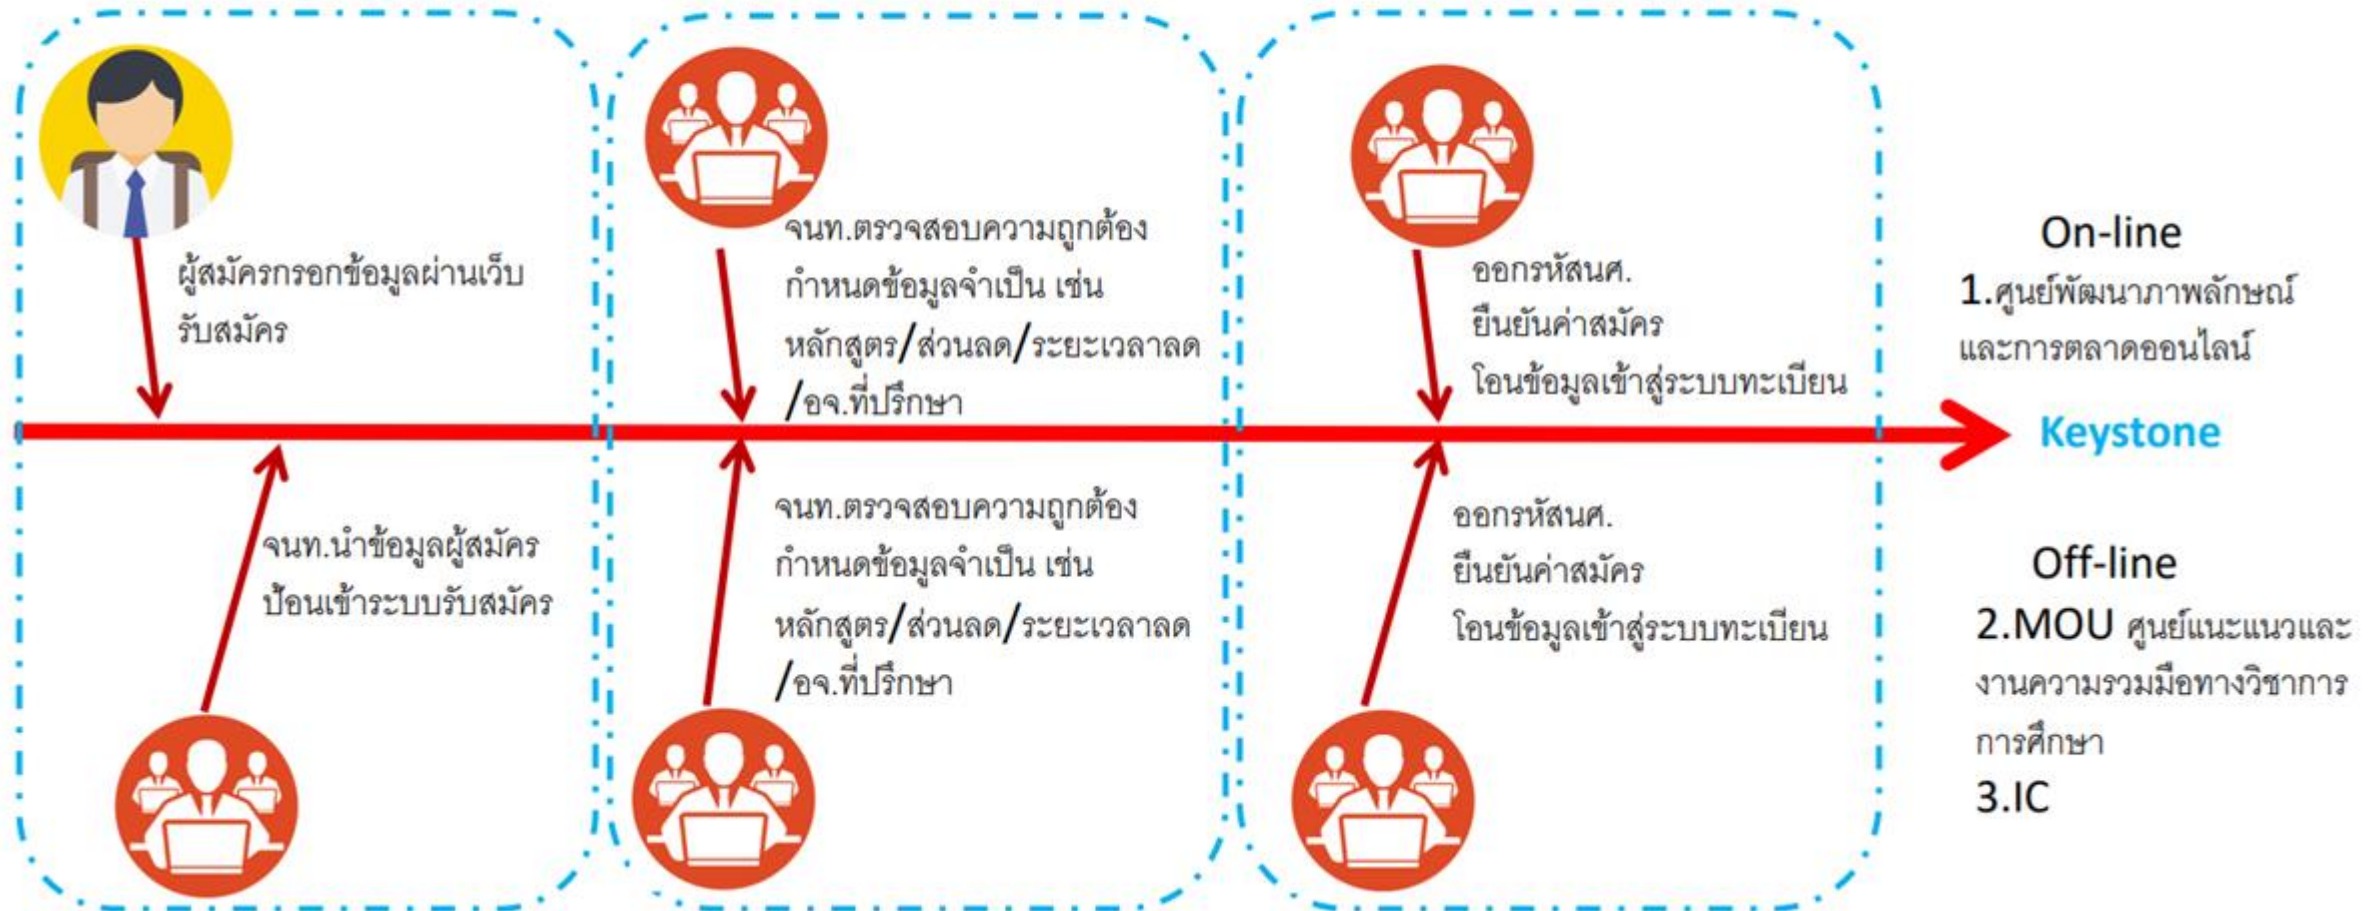 ผู้สมัครกรอกข้อมูลผ่านเว็บ
รับสมัคร
จนท.ตรวจสอบความถูกต้อง
กำหนดข้อมูลจำเป็น เช่น
หลักสูตร/ส่วนลด/ระยะเวลาลด
/อจ.ที่ปรึกษา
ออกรหัสนศ.
ยืนยันค่าสมัคร
โอนข้อมูลเข้าสู่ระบบทะเบียน
On-line
1.ศูนย์พัฒนาภาพลักษณ์
และการตลาดออนไลน์
Keystone
จนท.นำข้อมูลผู้สมัคร
ป้อนเข้าระบบรับสมัคร
จนท.ตรวจสอบความถูกต้อง
กำหนดข้อมูลจำเป็น เช่น
หลักสูตร/ส่วนลด/ระยะเวลาลด
/อจ.ที่ปรึกษา
ออกรหัสนศ.
ยืนยันค่าสมัคร
โอนข้อมูลเข้าสู่ระบบทะเบียน
Off-line
2.MOU ศูนย์แนะแนวและ
งานความรวมมือทางวิชาการ
การศึกษา
3.IC